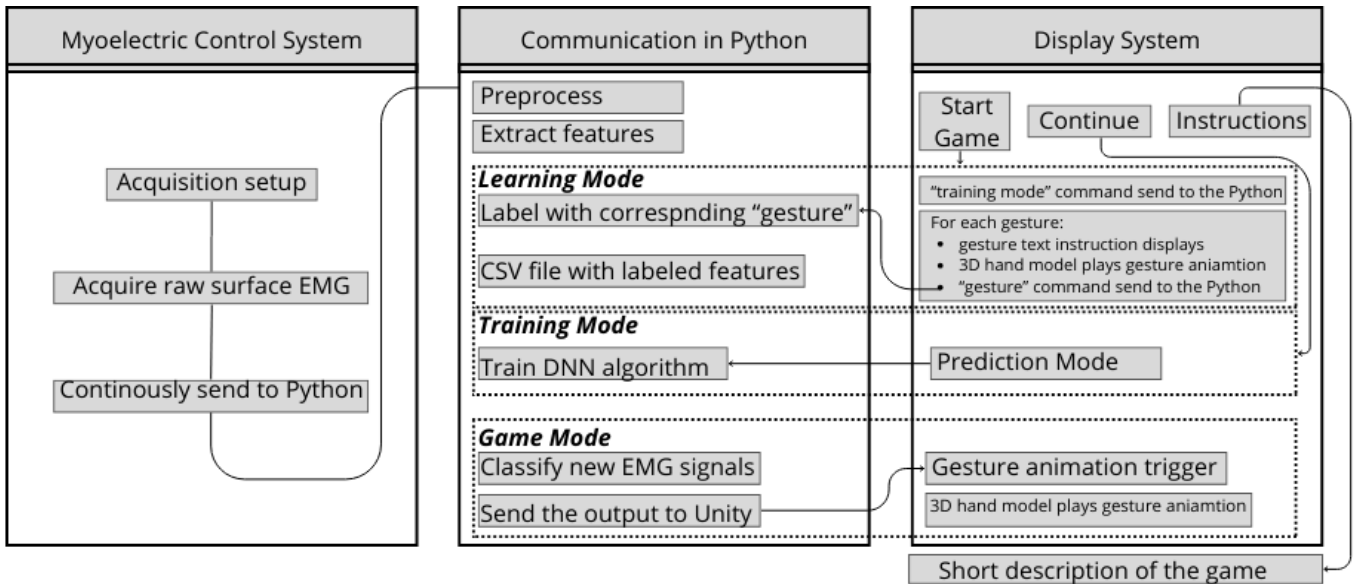 Myoelectric Control System
Acquisition setup
Acquire raw surface EMG
Continously send to Python
Communication in Python
Preprocess
Extract features
Learning Mode
Label with correspnding “gesture”
CSV file with labeled features
Training Mode
Train DNN algorithm
Game Mode
Classify new EMG signals
Send the output to Unity
Display System
Start
Game
Continue
Instructions
“training mode” command send to the Python
For each gesture:
• gesture text instruction displays
• 3D hand model plays gesture aniamtion
• “gesture” command send to the Python
Prediction Mode
Gesture animation trigger
3D hand model plays gesture aniamtion
Short description of the game